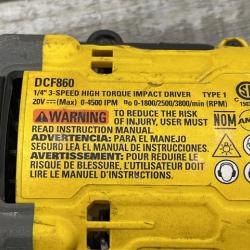 DCF860
1/4" 3-SPEED HIGH TORQUE IMPACT DRIVER TYPE 1
20V ⎓ (Max) 0-4500 IPM n₀ 0-1800/2500/3800/min (RPM)
WARNING TO REDUCE THE RISK OF
INJURY, USER MUST READ INSTRUCTION MANUAL.
ADVERTENCIA: PARA EL MANEJO
SEGURO LEA EL MANUAL DE INSTRUCCIONES.
AVERTISSEMENT: POUR RÉDUIRE LE
RISQUE DE BLESSURE, L'UTILISATEUR DOIT
LIRE LE MANUEL D'INSTRUCTIONS.